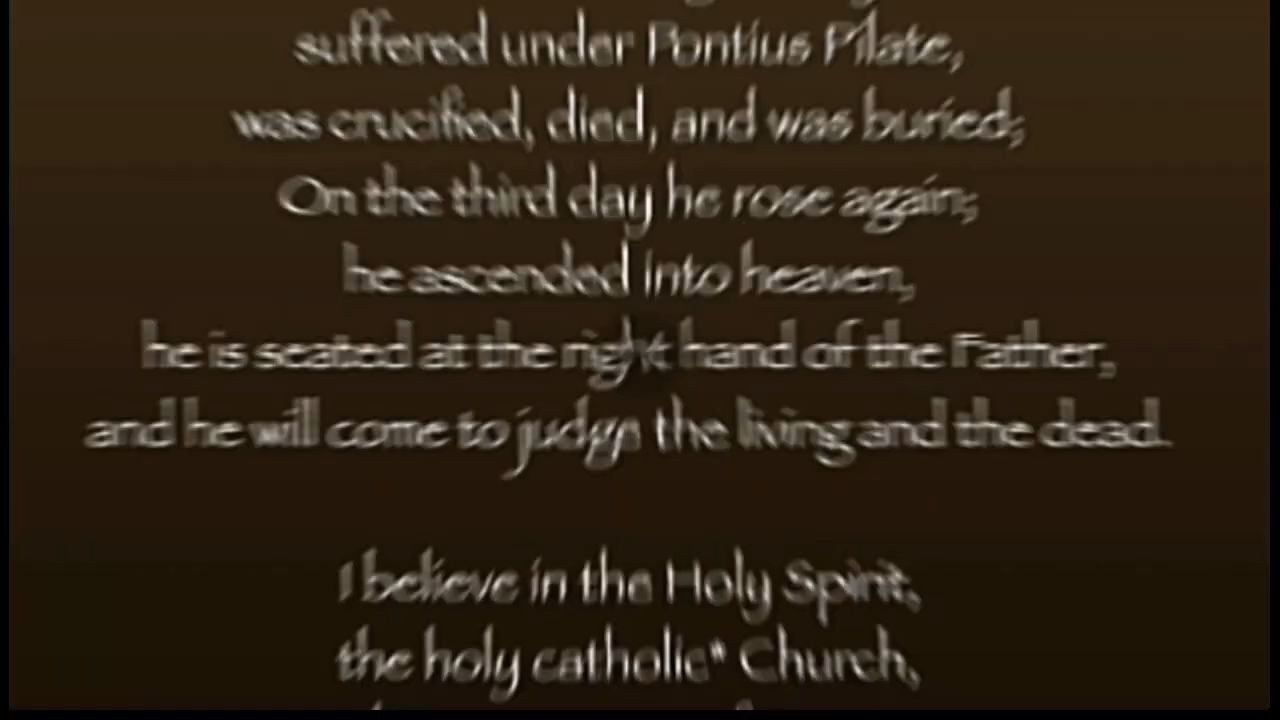 suffered under Pontius Pilate,
was crucified, died, and was buried;
On the third day he rose again;
he ascended into heaven,
he is seated at the right hand of the Father,
and he will come to judge the living and the dead.
I believe in the Holy Spirit,
the holy catholic* Church,